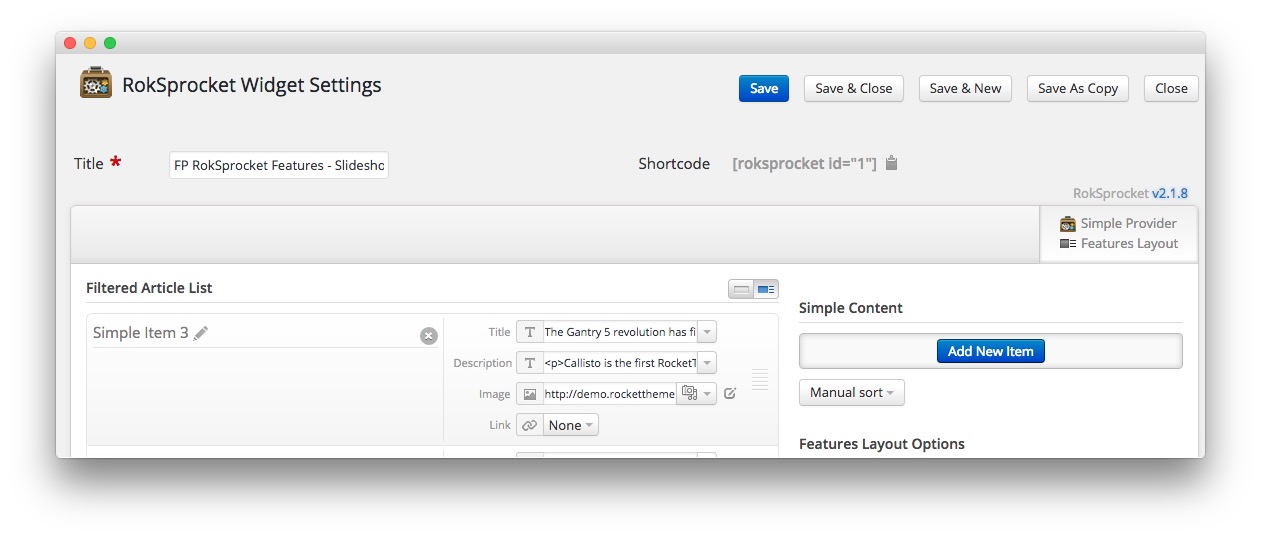 RokSprocket Widget Settings
Save
Save & Close
Save & New
Save As Copy
Close
Title *
FP RokSprocket Features - Slidesho
Shortcode
[roksprocket id="1"]
RokSprocket v2.1.8
Simple Provider
Features Layout
Filtered Article List
Simple Item 3
Title
T
The Gantry 5 revolution has fi
Description
T
<p>Callisto is the first RocketT
Image
http://demo.rockettheme
Link
None
Simple Content
Add New Item
Manual sort
Features Layout Options